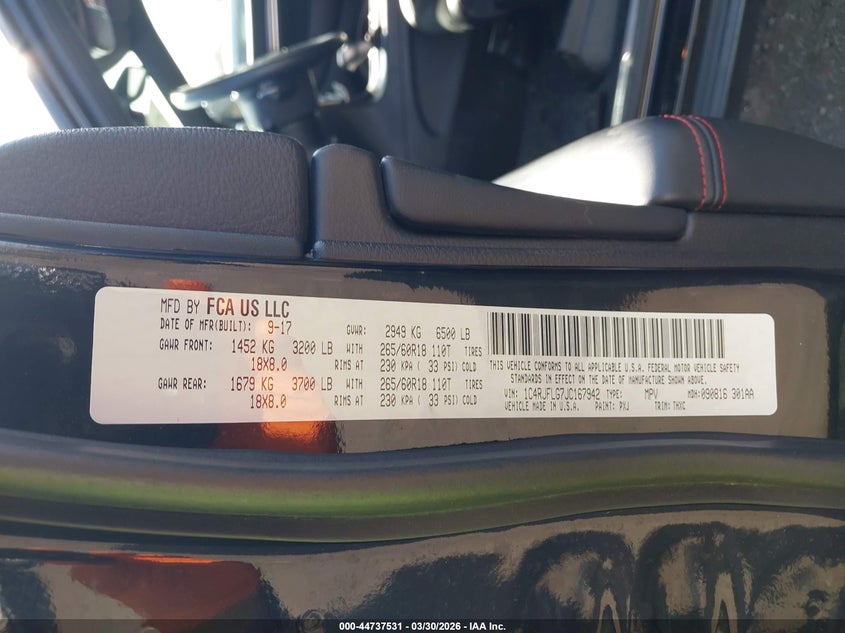 MFD BY FCA US LLC
DATE OF MFR(BUILT): 9-17 GVWR: 2949 KG 6500 LB
GAWR FRONT: 1452 KG 3200 LB WITH 265/60R18 110T TIRES
18X8.0 RIMS AT 230 KPA ( 33 PSI) COLD
GAWR REAR: 1679 KG 3700 LB WITH 265/60R18 110T TIRES
18X8.0 RIMS AT 230 KPA ( 33 PSI) COLD
THIS VEHICLE CONFORMS TO ALL APPLICABLE U.S.A. FEDERAL MOTOR VEHICLE SAFETY
STANDARDS IN EFFECT ON THE DATE OF MANUFACTURE SHOWN ABOVE.
VIN: 1C4RJFLG7JC167942 TYPE: MPV MDH: 090816 301AA
VEHICLE MADE IN U.S.A. PAINT: PXJ TRIM: THXC
000-44737531 - 03/30/2026 - IAA Inc.